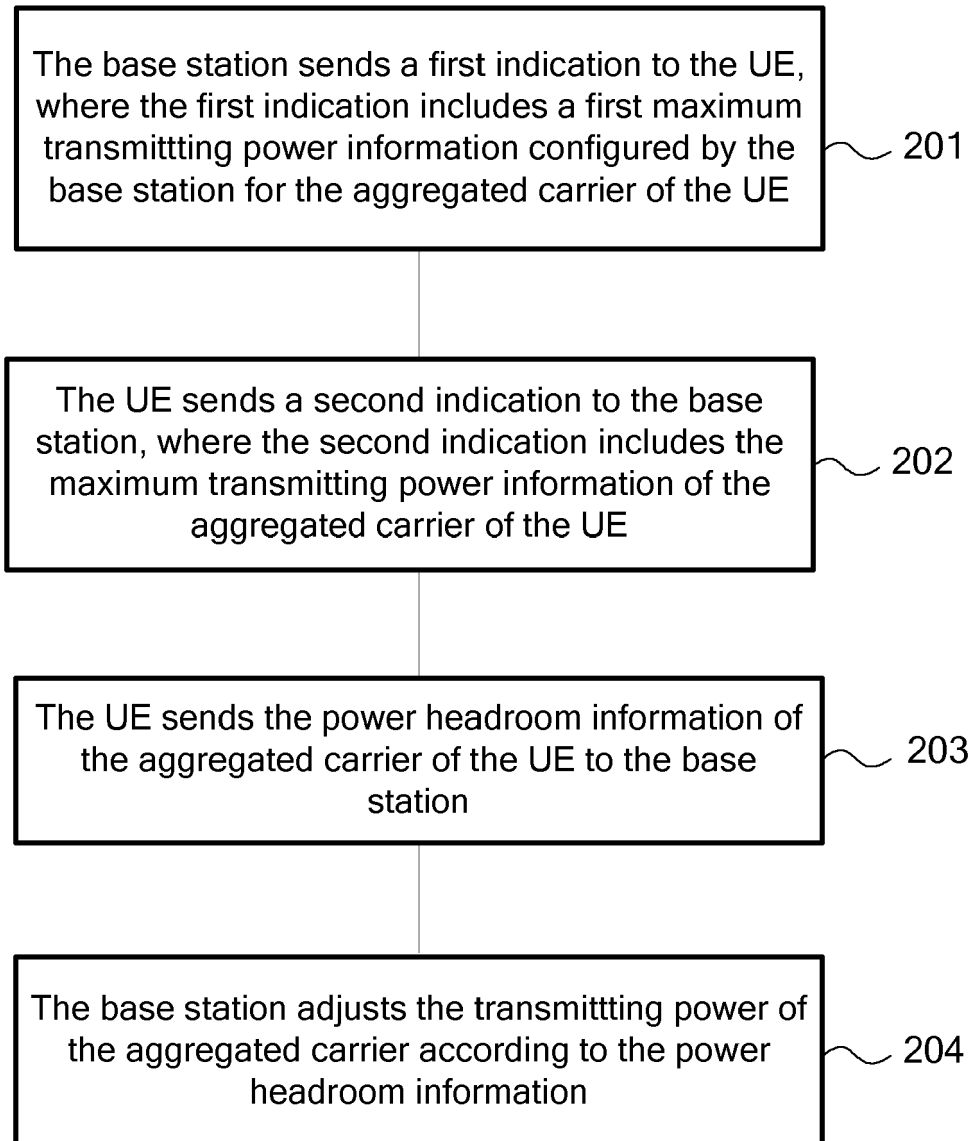 The base station sends a first indication to the UE,
where the first indication includes a first maximum
transmittting power information configured by the
base station for the aggregated carrier of the UE
201
The UE sends a second indication to the base
station, where the second indication includes the
maximum transmitting power information of the
aggregated carrier of the UE
202
The UE sends the power headroom information of
the aggregated carrier of the UE to the base
station
203
The base station adjusts the transmittting power of
the aggregated carrier according to the power
headroom information
204